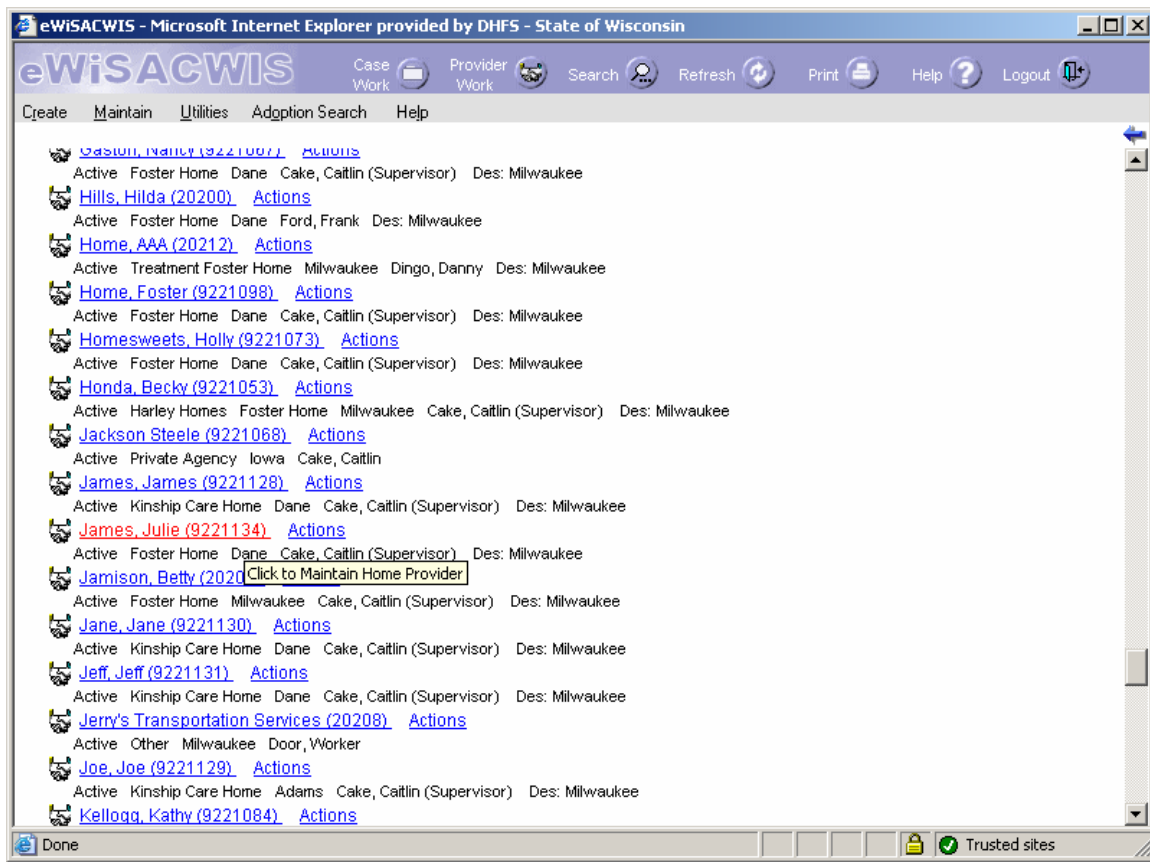 eWiSACWIS - Microsoft Internet Explorer provided by DHFS - State of Wisconsin
eWiSACWIS Case Work Provider Work Search Refresh Print Help Logout
Create Maintain Utilities Adoption Search Help
Gaston, Nancy (9221067) Actions
Active Foster Home Dane Cake, Caitlin (Supervisor) Des: Milwaukee
Hills, Hilda (20200) Actions
Active Foster Home Dane Ford, Frank Des: Milwaukee
Home, AAA (20212) Actions
Active Treatment Foster Home Milwaukee Dingo, Danny Des: Milwaukee
Home, Foster (9221098) Actions
Active Foster Home Dane Cake, Caitlin (Supervisor) Des: Milwaukee
Homesweets, Holly (9221073) Actions
Active Foster Home Dane Cake, Caitlin (Supervisor) Des: Milwaukee
Honda, Becky (9221053) Actions
Active Harley Homes Foster Home Milwaukee Cake, Caitlin (Supervisor) Des: Milwaukee
Jackson Steele (9221068) Actions
Active Private Agency Iowa Cake, Caitlin
James, James (9221128) Actions
Active Kinship Care Home Dane Cake, Caitlin (Supervisor) Des: Milwaukee
James, Julie (9221134) Actions
Active Foster Home Dane Cake, Caitlin (Supervisor) Des: Milwaukee
Jamison, Betty (2020 Click to Maintain Home Provider
Active Foster Home Milwaukee Cake, Caitlin (Supervisor) Des: Milwaukee
Jane, Jane (9221130) Actions
Active Kinship Care Home Dane Cake, Caitlin (Supervisor) Des: Milwaukee
Jeff, Jeff (9221131) Actions
Active Kinship Care Home Dane Cake, Caitlin (Supervisor) Des: Milwaukee
Jerry's Transportation Services (20208) Actions
Active Other Milwaukee Door, Worker
Joe, Joe (9221129) Actions
Active Kinship Care Home Adams Cake, Caitlin (Supervisor) Des: Milwaukee
Kellogg, Kathy (9221084) Actions
Done Trusted sites